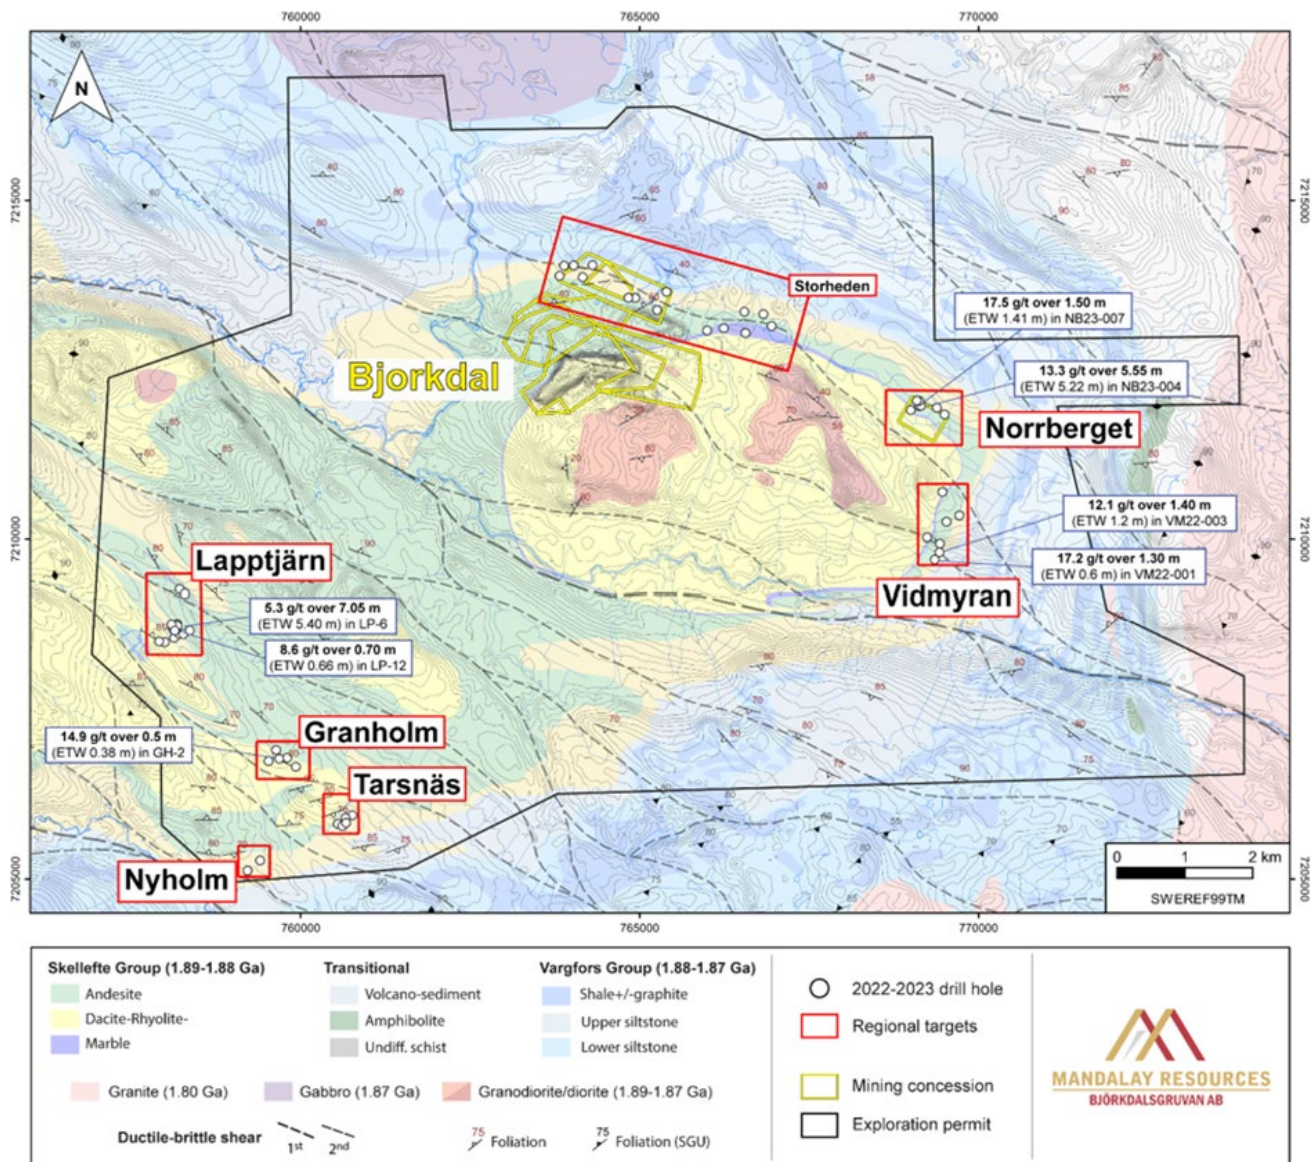 760000
765000
770000
N
7215000
7215000
Storheden
17.5 g/t over 1.50 m
(ETW 1.41 m) in NB23-007
Bjorkdal
13.3 g/t over 5.55 m
(ETW 5.22 m) in NB23-004
Norrberget
12.1 g/t over 1.40 m
(ETW 1.2 m) in VM22-003
7210000
7210000
Lapptjärn
17.2 g/t over 1.30 m
(ETW 0.6 m) in VM22-001
Vidmyran
5.3 g/t over 7.05 m
(ETW 5.40 m) in LP-6
8.6 g/t over 0.70 m
(ETW 0.66 m) in LP-12
Granholm
14.9 g/t over 0.5 m
(ETW 0.38 m) in GH-2
Tarsnäs
Nyholm
7205000
7205000
0 1 2 km
SWEREF99TM
760000
765000
770000
Skellefte Group (1.89-1.88 Ga)
Andesite
Dacite-Rhyolite-
Marble
Transitional
Volcano-sediment
Amphibolite
Undiff. schist
Vargfors Group (1.88-1.87 Ga)
Shale+/-graphite
Upper siltstone
Lower siltstone
Granite (1.80 Ga)
Gabbro (1.87 Ga)
Granodiorite/diorite (1.89-1.87 Ga)
Ductile-brittle shear
1st
2nd
75
Foliation
75
Foliation (SGU)
2022-2023 drill hole
Regional targets
Mining concession
Exploration permit
MANDALAY RESOURCES
BJÖRKDALSGRUVAN AB